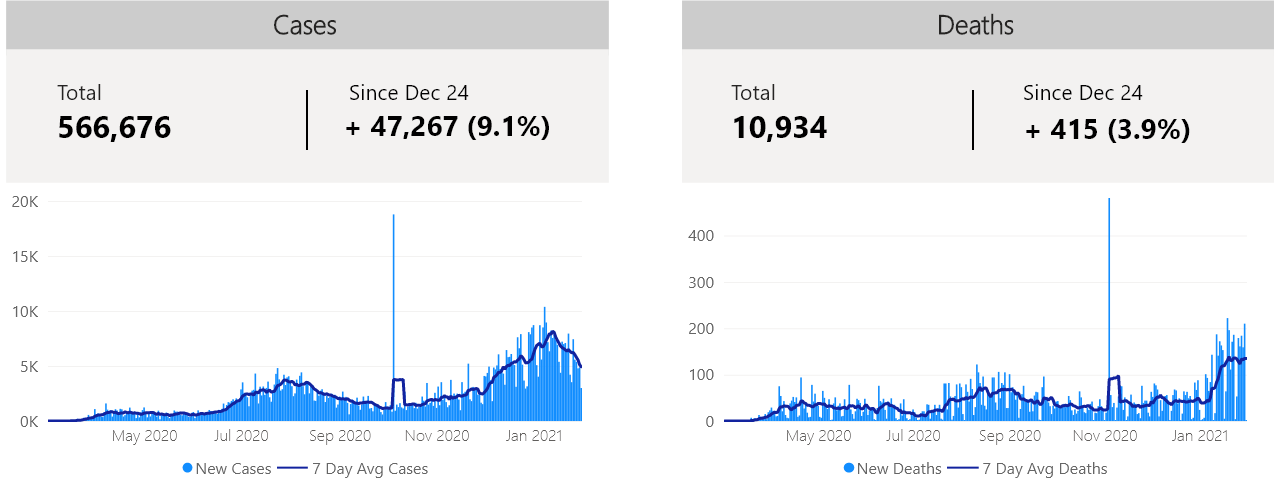 Cases
Total
Since Dec 24
566,676
+ 47,267 (9.1%)
20K
15K
10K
5K
0K
May 2020
Jul 2020
Sep 2020
Nov 2020
Jan 2021
New Cases
7 Day Avg Cases
Deaths
Total
Since Dec 24
10,934
+ 415 (3.9%)
400
300
200
100
0
May 2020
Jul 2020
Sep 2020
Nov 2020
Jan 2021
New Deaths
7 Day Avg Deaths